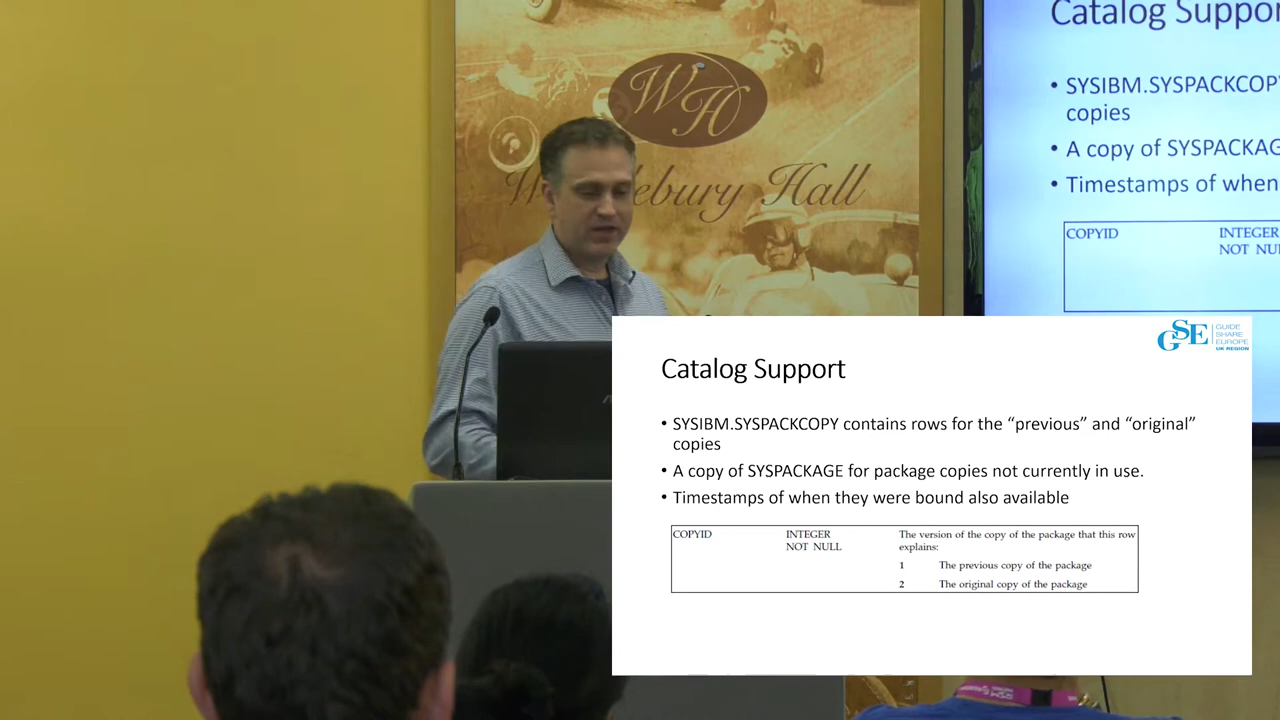 WH
Catalog Suppor
• SYSIBM.SYSPACKCOP
copies
• A copy of SYSPACKAG
• Timestamps of when
COPYID INTEGER
NOT NU
GSE GUIDE
SHARE
EUROPE
UK REGION
Catalog Support
• SYSIBM.SYSPACKCOPY contains rows for the “previous” and “original”
copies
• A copy of SYSPACKAGE for package copies not currently in use.
• Timestamps of when they were bound also available
COPYID INTEGER The version of the copy of the package that this row
NOT NULL explains:
1 The previous copy of the package
2 The original copy of the package